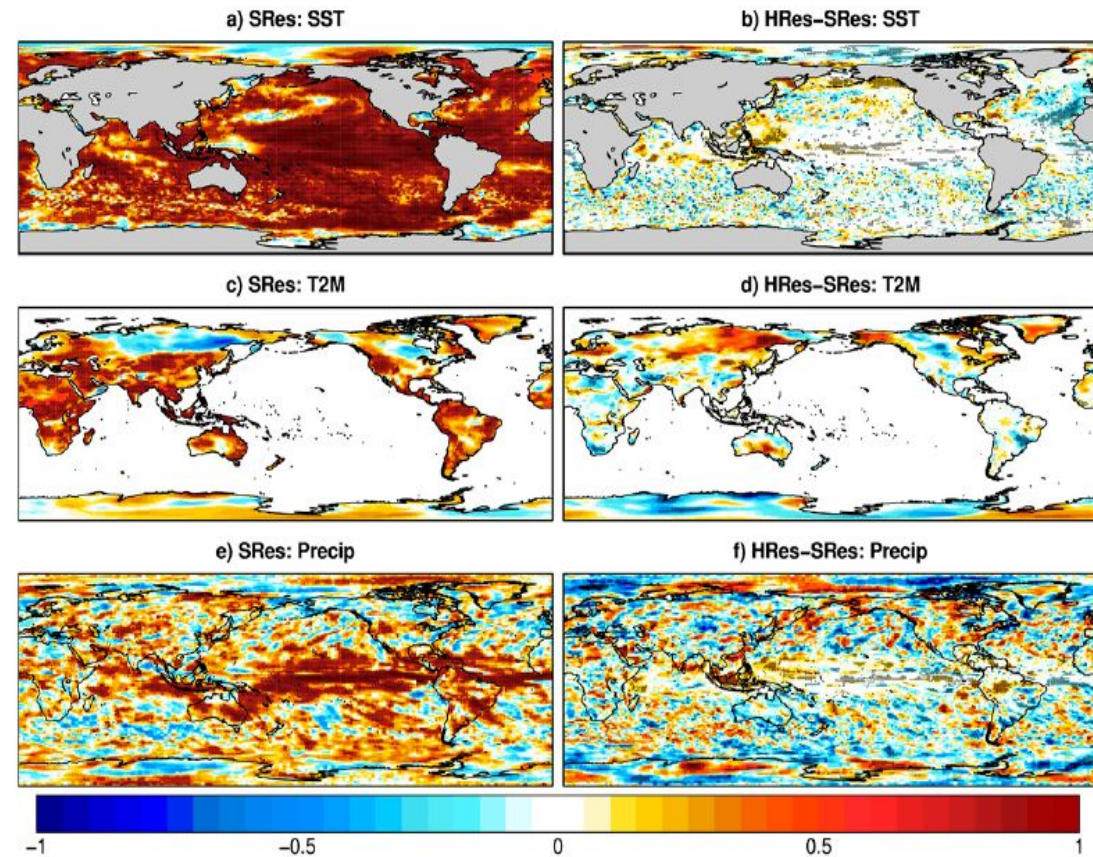 a) SRes: SST
b) HRes-SRes: SST
c) SRes: T2M
d) HRes-SRes: T2M
e) SRes: Precip
f) HRes-SRes: Precip
-1
-0.5
0
0.5
1